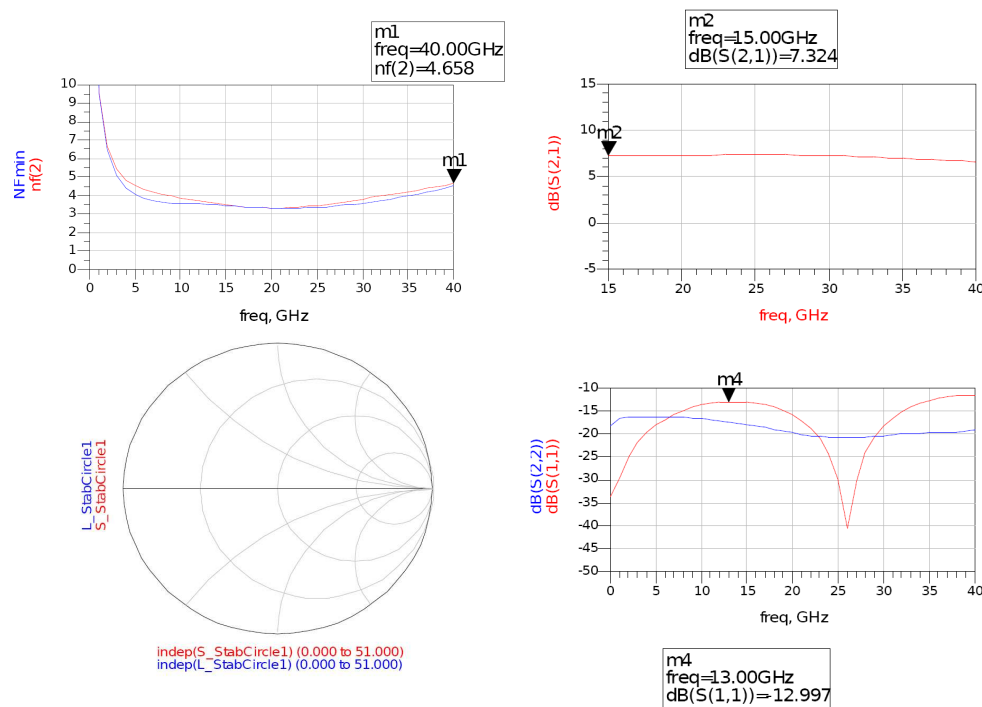 m1
freq=40.00GHz
nf(2)=4.658
m2
freq=15.00GHz
dB(S(2,1))=7.324
NFmin
nf(2)
10
9
8
7
6
5
4
3
2
1
0
m1
0 5 10 15 20 25 30 35 40
freq, GHz
dB(S(2,1))
15
10
5
0
-5
m2
15 20 25 30 35 40
freq, GHz
L_StabCircle1
S_StabCircle1
indep(S_StabCircle1) (0.000 to 51.000)
indep(L_StabCircle1) (0.000 to 51.000)
dB(S(2,2))
dB(S(1,1))
-10
-15
-20
-25
-30
-35
-40
-45
-50
m4
0 5 10 15 20 25 30 35 40
freq, GHz
m4
freq=13.00GHz
dB(S(1,1))=-12.997